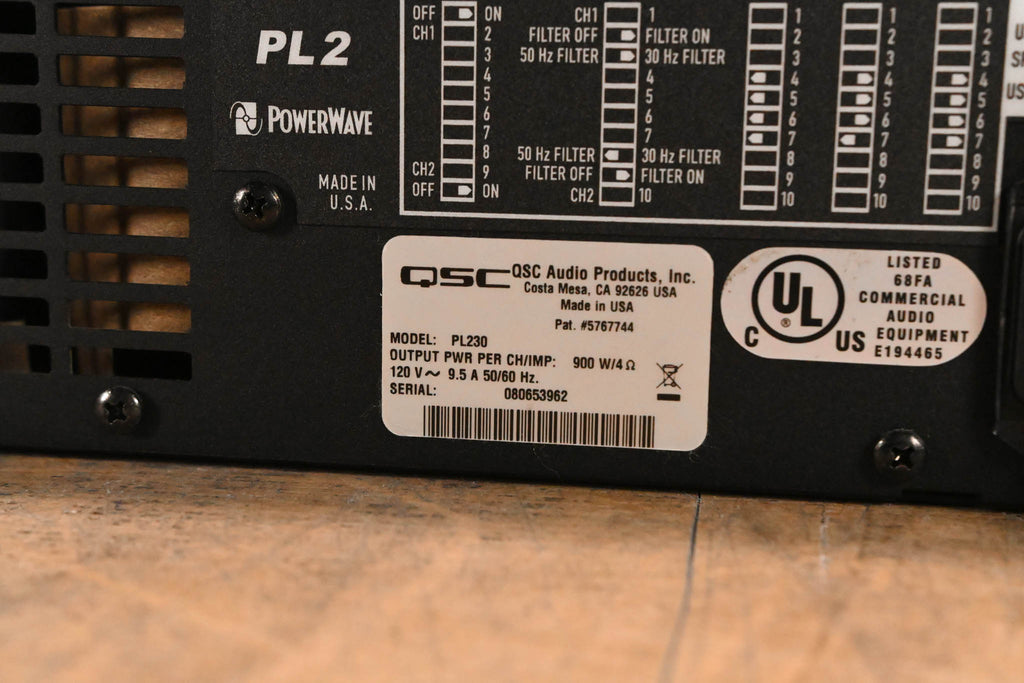 PL2
POWERWAVE
MADE IN
U.S.A.
OFF ON
CH1
1
2
3
4
5
6
7
8
9
10
CH2
OFF ON
CH1 1
FILTER OFF FILTER ON
50 Hz FILTER 30 Hz FILTER
4
5
6
7
50 Hz FILTER 30 Hz FILTER
FILTER OFF FILTER ON
CH2 10
1
2
3
4
5
6
7
8
9
10
1
2
3
4
5
6
7
8
9
10
1
2
3
4
5
6
7
8
9
10
US
QSC QSC Audio Products, Inc.
Costa Mesa, CA 92626 USA
Made in USA
Pat. #5767744
MODEL: PL230
OUTPUT PWR PER CH/IMP: 900 W/4Ω
120 V～ 9.5 A 50/60 Hz.
SERIAL: 080653962
C UL ® US
LISTED
68FA
COMMERCIAL
AUDIO
EQUIPMENT
E194465